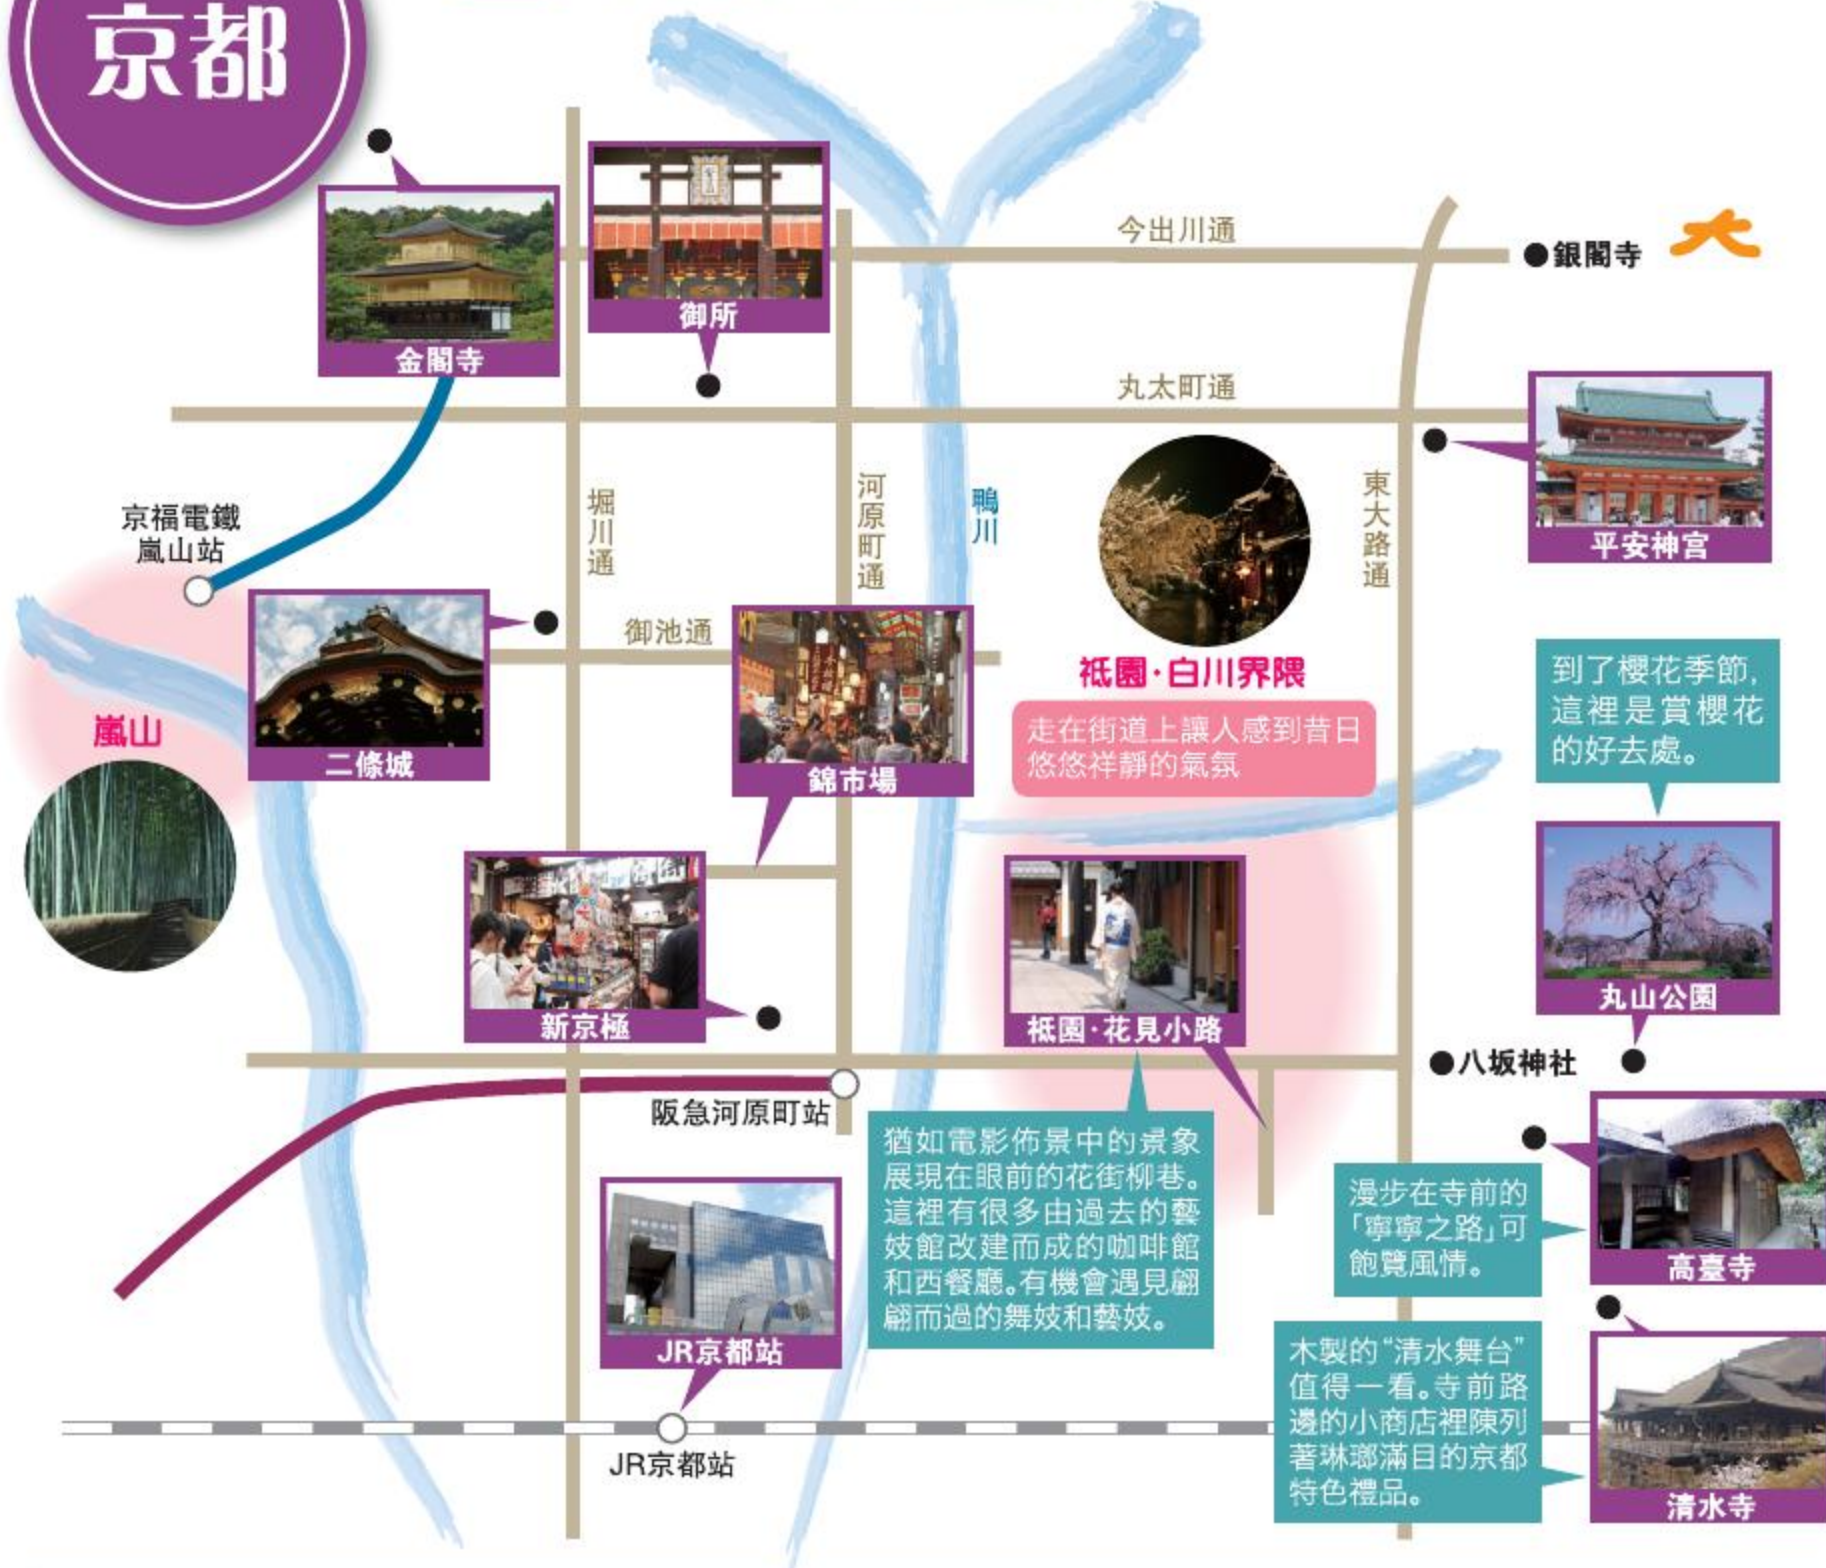 京都
金閣寺
御所
今出川通
銀閣寺
丸太町通
平安神宮
京福電鐵
嵐山站
堀川通
河原町通
鴨川
東大路通
御池通
二條城
嵐山
錦市場
祇園·白川界隈
走在街道上讓人感到昔日
悠悠祥靜的氣氛
到了櫻花季節,
這裡是賞櫻花
的好去處。
丸山公園
新京極
祇園·花見小路
八坂神社
阪急河原町站
猶如電影佈景中的景象
展現在眼前的花街柳巷。
這裡有很多由過去的藝
妓館改建而成的咖啡館
和西餐廳。有機會遇見翩
翩而過的舞妓和藝妓。
漫步在寺前的
「寧寧之路」可
飽覽風情。
高臺寺
JR京都站
JR京都站
木製的“清水舞台”
值得一看。寺前路
邊的小商店裡陳列
著琳瑯滿目的京都
特色禮品。
清水寺